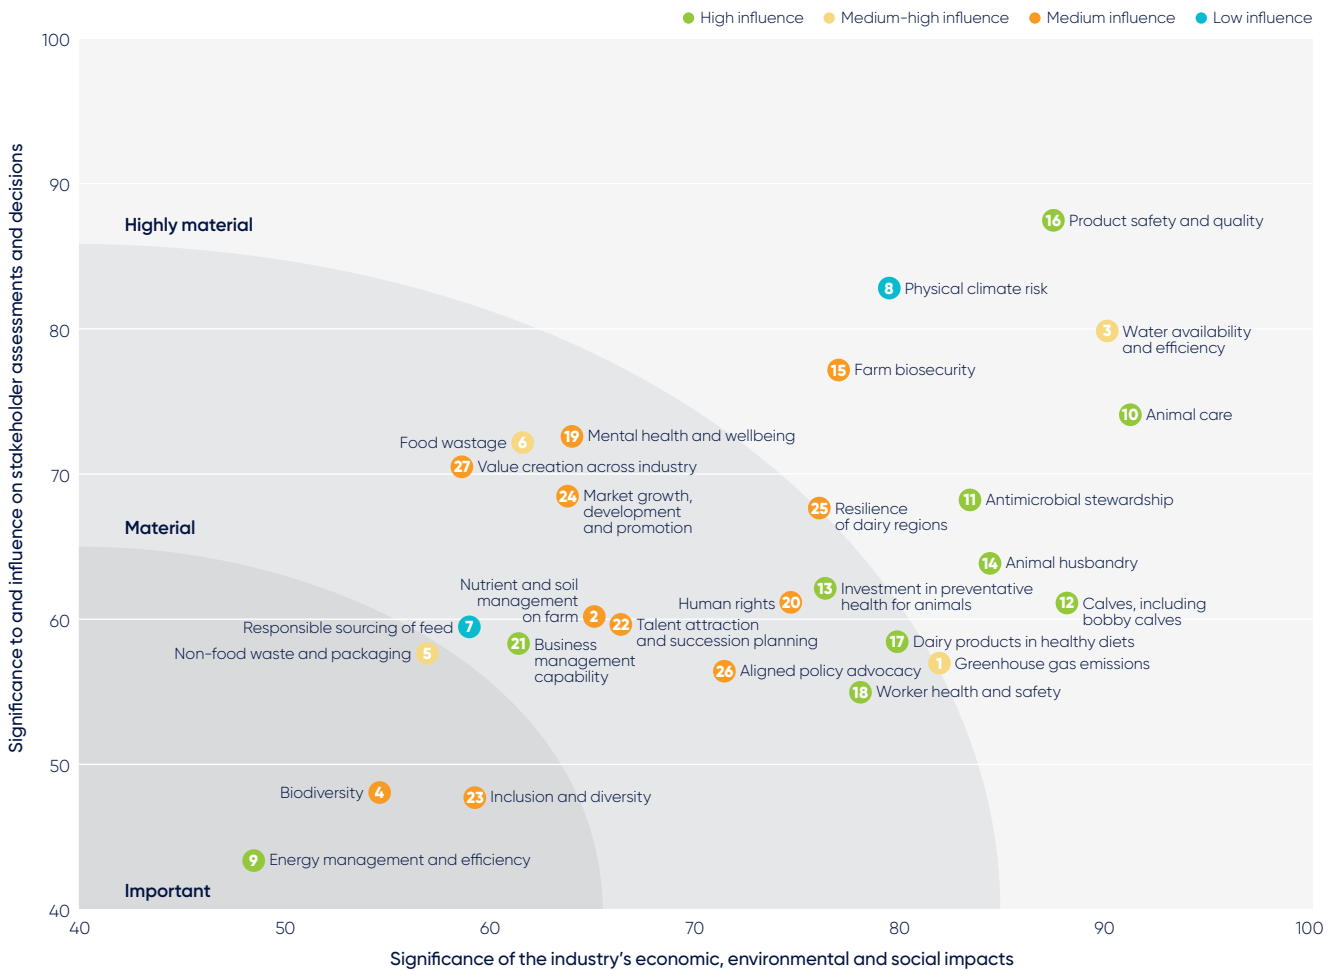 High influence
Medium-high influence
Medium influence
Low influence
Significance to and influence on stakeholder assessments and decisions
100
90
80
70
60
50
40
Highly material
Material
Important
16 Product safety and quality
8 Physical climate risk
3 Water availability
and efficiency
15 Farm biosecurity
10 Animal care
Food wastage 6
19 Mental health and wellbeing
27 Value creation across industry
24 Market growth,
development
and promotion
25 Resilience
of dairy regions
11 Antimicrobial stewardship
14 Animal husbandry
Nutrient and soil
management
on farm 2
Human rights 20
13 Investment in preventative
health for animals
12 Calves, including
bobby calves
Responsible sourcing of feed 7
22 Talent attraction
and succession planning
Non-food waste and packaging 5
21 Business
management
capability
17 Dairy products in healthy diets
26 Aligned policy advocacy
1 Greenhouse gas emissions
18 Worker health and safety
Biodiversity 4
23 Inclusion and diversity
9 Energy management and efficiency
40
50
60
70
80
90
100
Significance of the industry's economic, environmental and social impacts